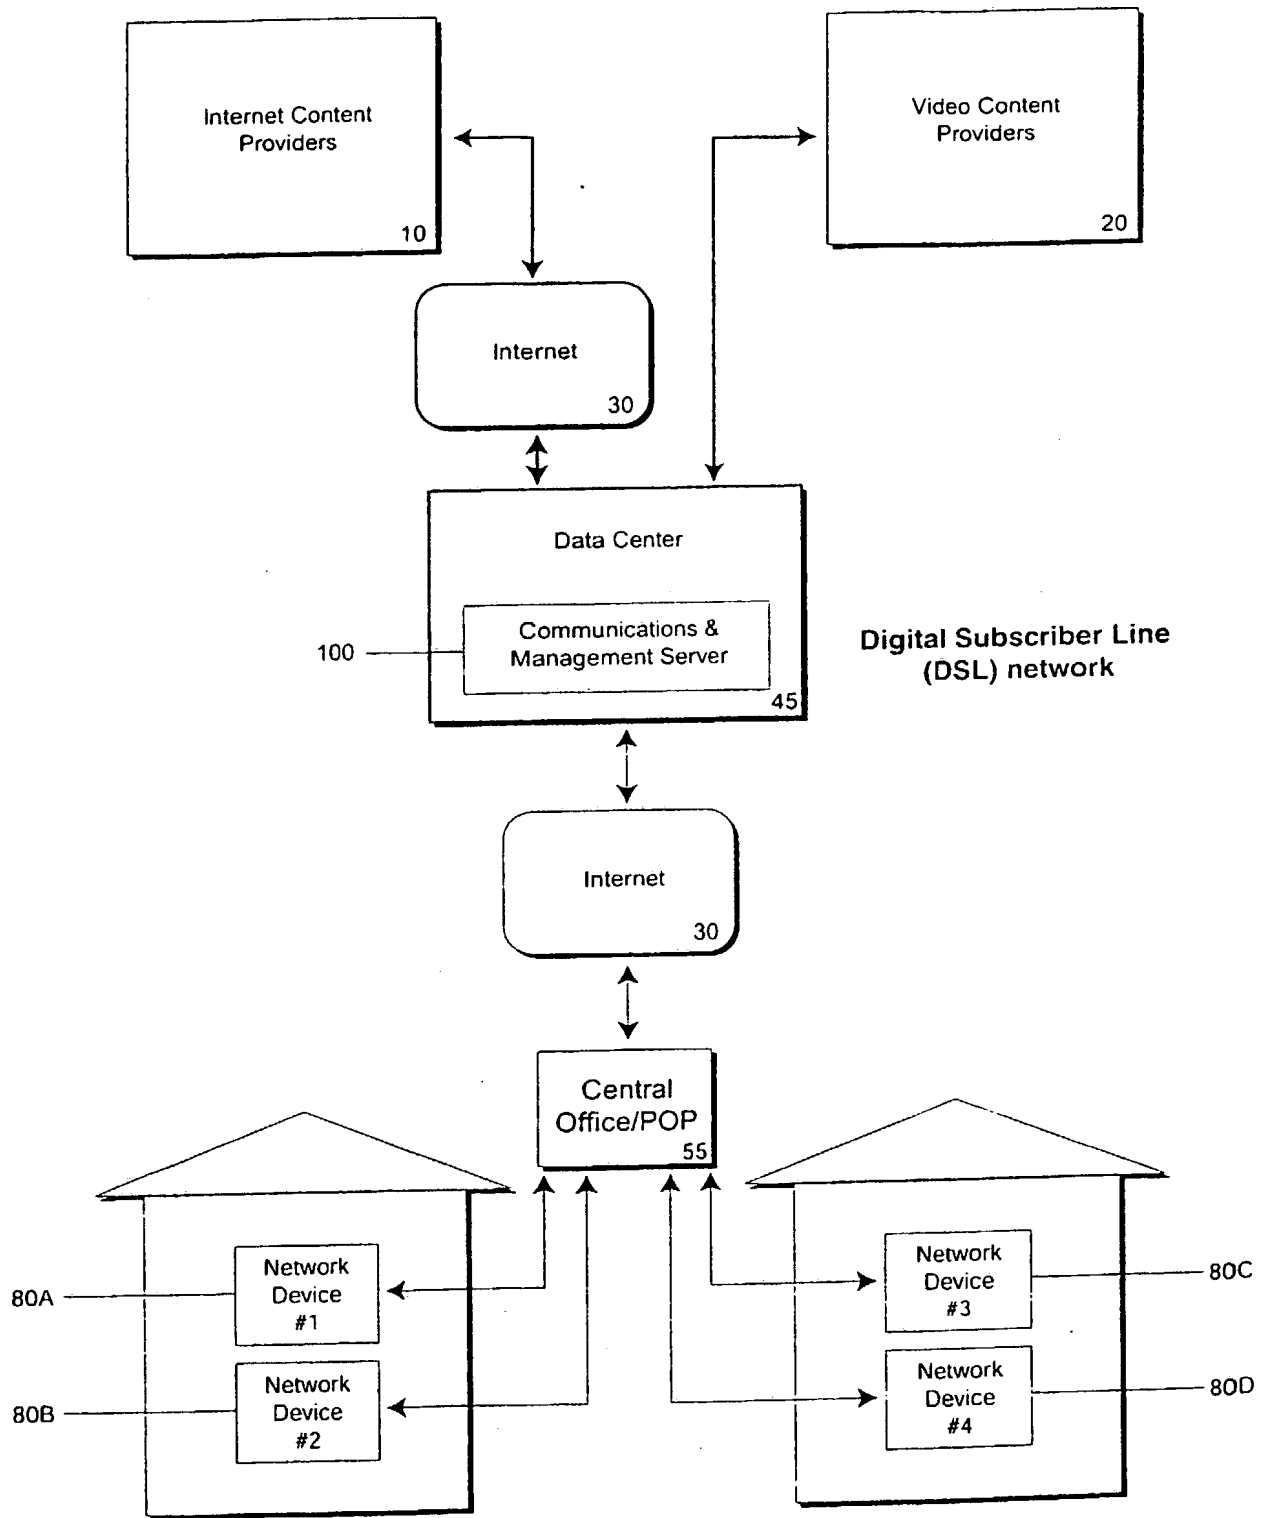 Internet Content
Providers
10
Video Content
Providers
20
Internet
30
Data Center
Communications &
Management Server
100
45
Digital Subscriber Line
(DSL) network
Internet
30
Central
Office/POP
55
Network
Device
#1
80A
Network
Device
#2
80B
Network
Device
#3
80C
Network
Device
#4
80D